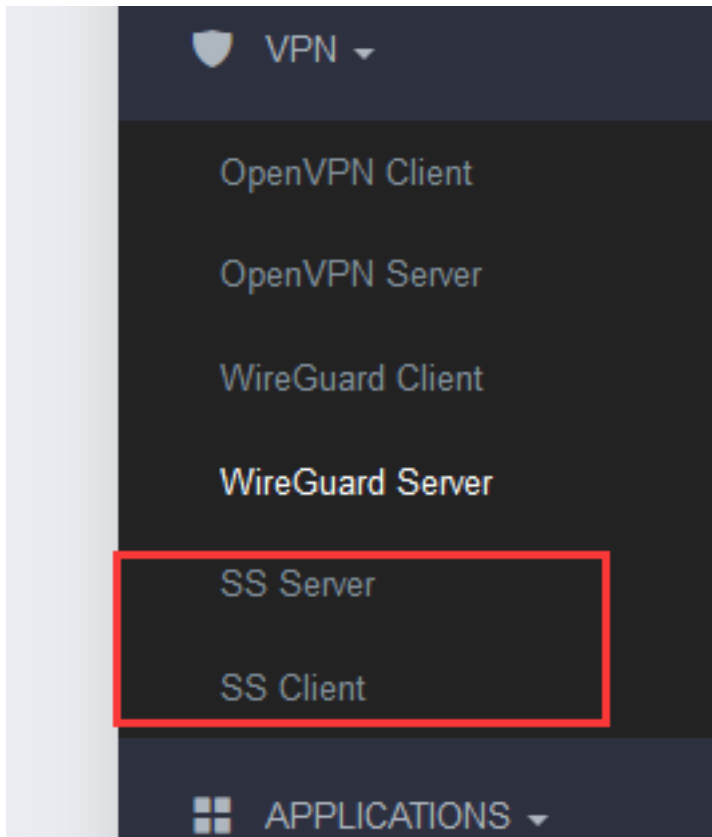 VPN
OpenVPN Client
OpenVPN Server
WireGuard Client
WireGuard Server
SS Server
SS Client
APPLICATIONS